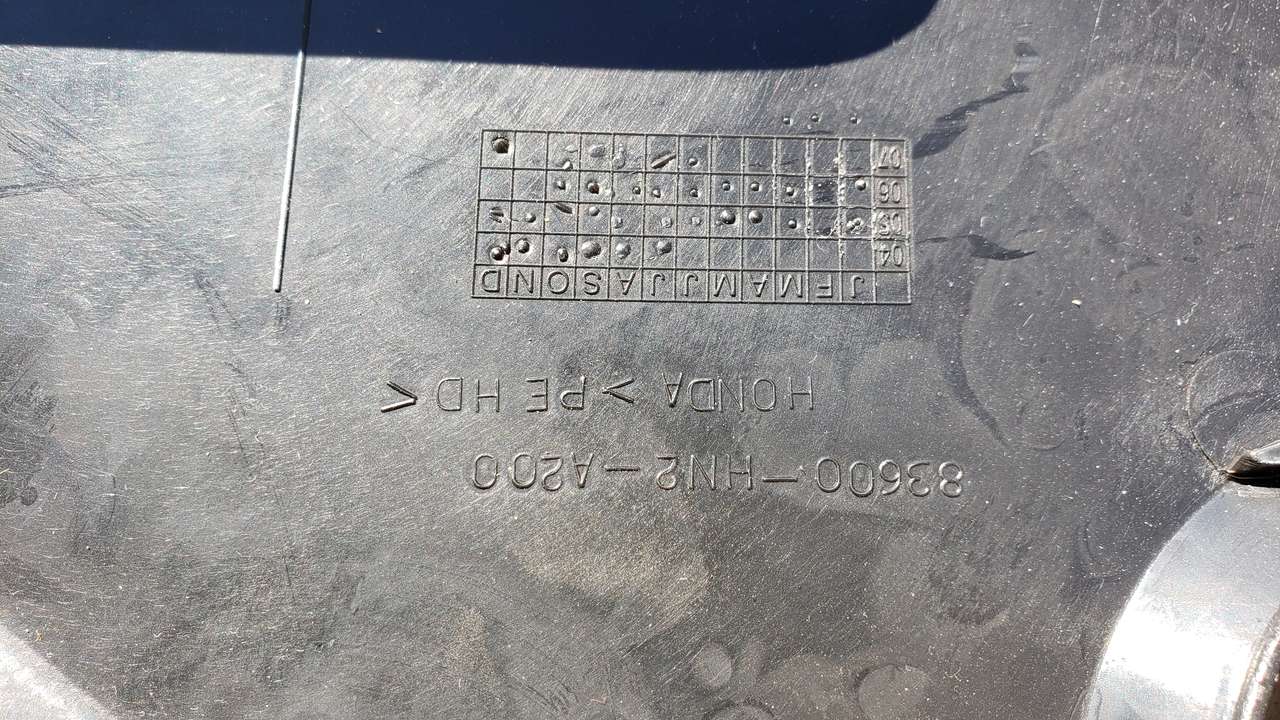 83600-HN2-A200
HONDA >PE HD<
J F M A M J J A S O N D
04
05
06
07